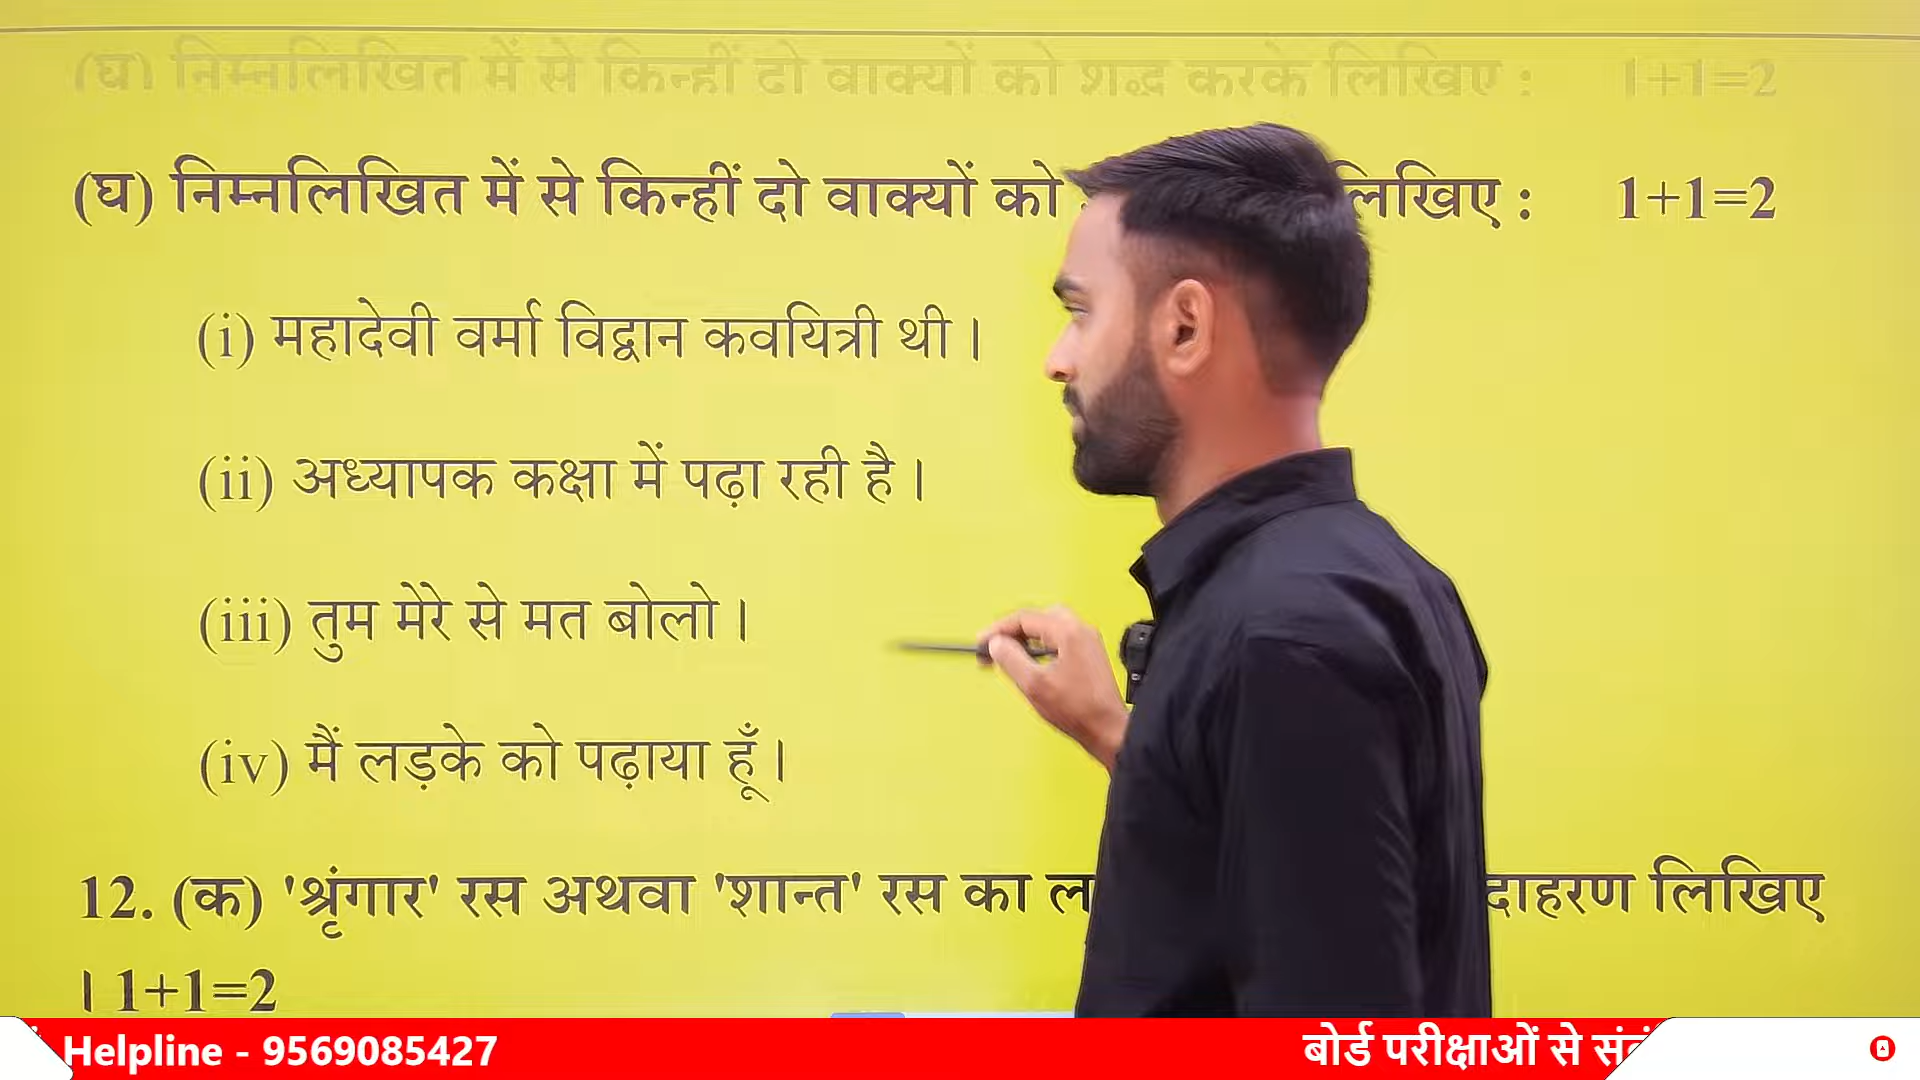 (घ) निम्नलिखित में से किन्हीं दो वाक्यों को शुद्ध करके लिखिए : 1+1=2
(घ) निम्नलिखित में से किन्हीं दो वाक्यों को लिखिए : 1+1=2
(i) महादेवी वर्मा विद्वान कवयित्री थी ।
(ii) अध्यापक कक्षा में पढ़ा रही है ।
(iii) तुम मेरे से मत बोलो ।
(iv) मैं लड़के को पढ़ाया हूँ ।
12. (क) 'श्रृंगार' रस अथवा 'शान्त' रस का लिखिए
। 1+1=2
Helpline - 9569085427 बोर्ड परीक्षाओं से